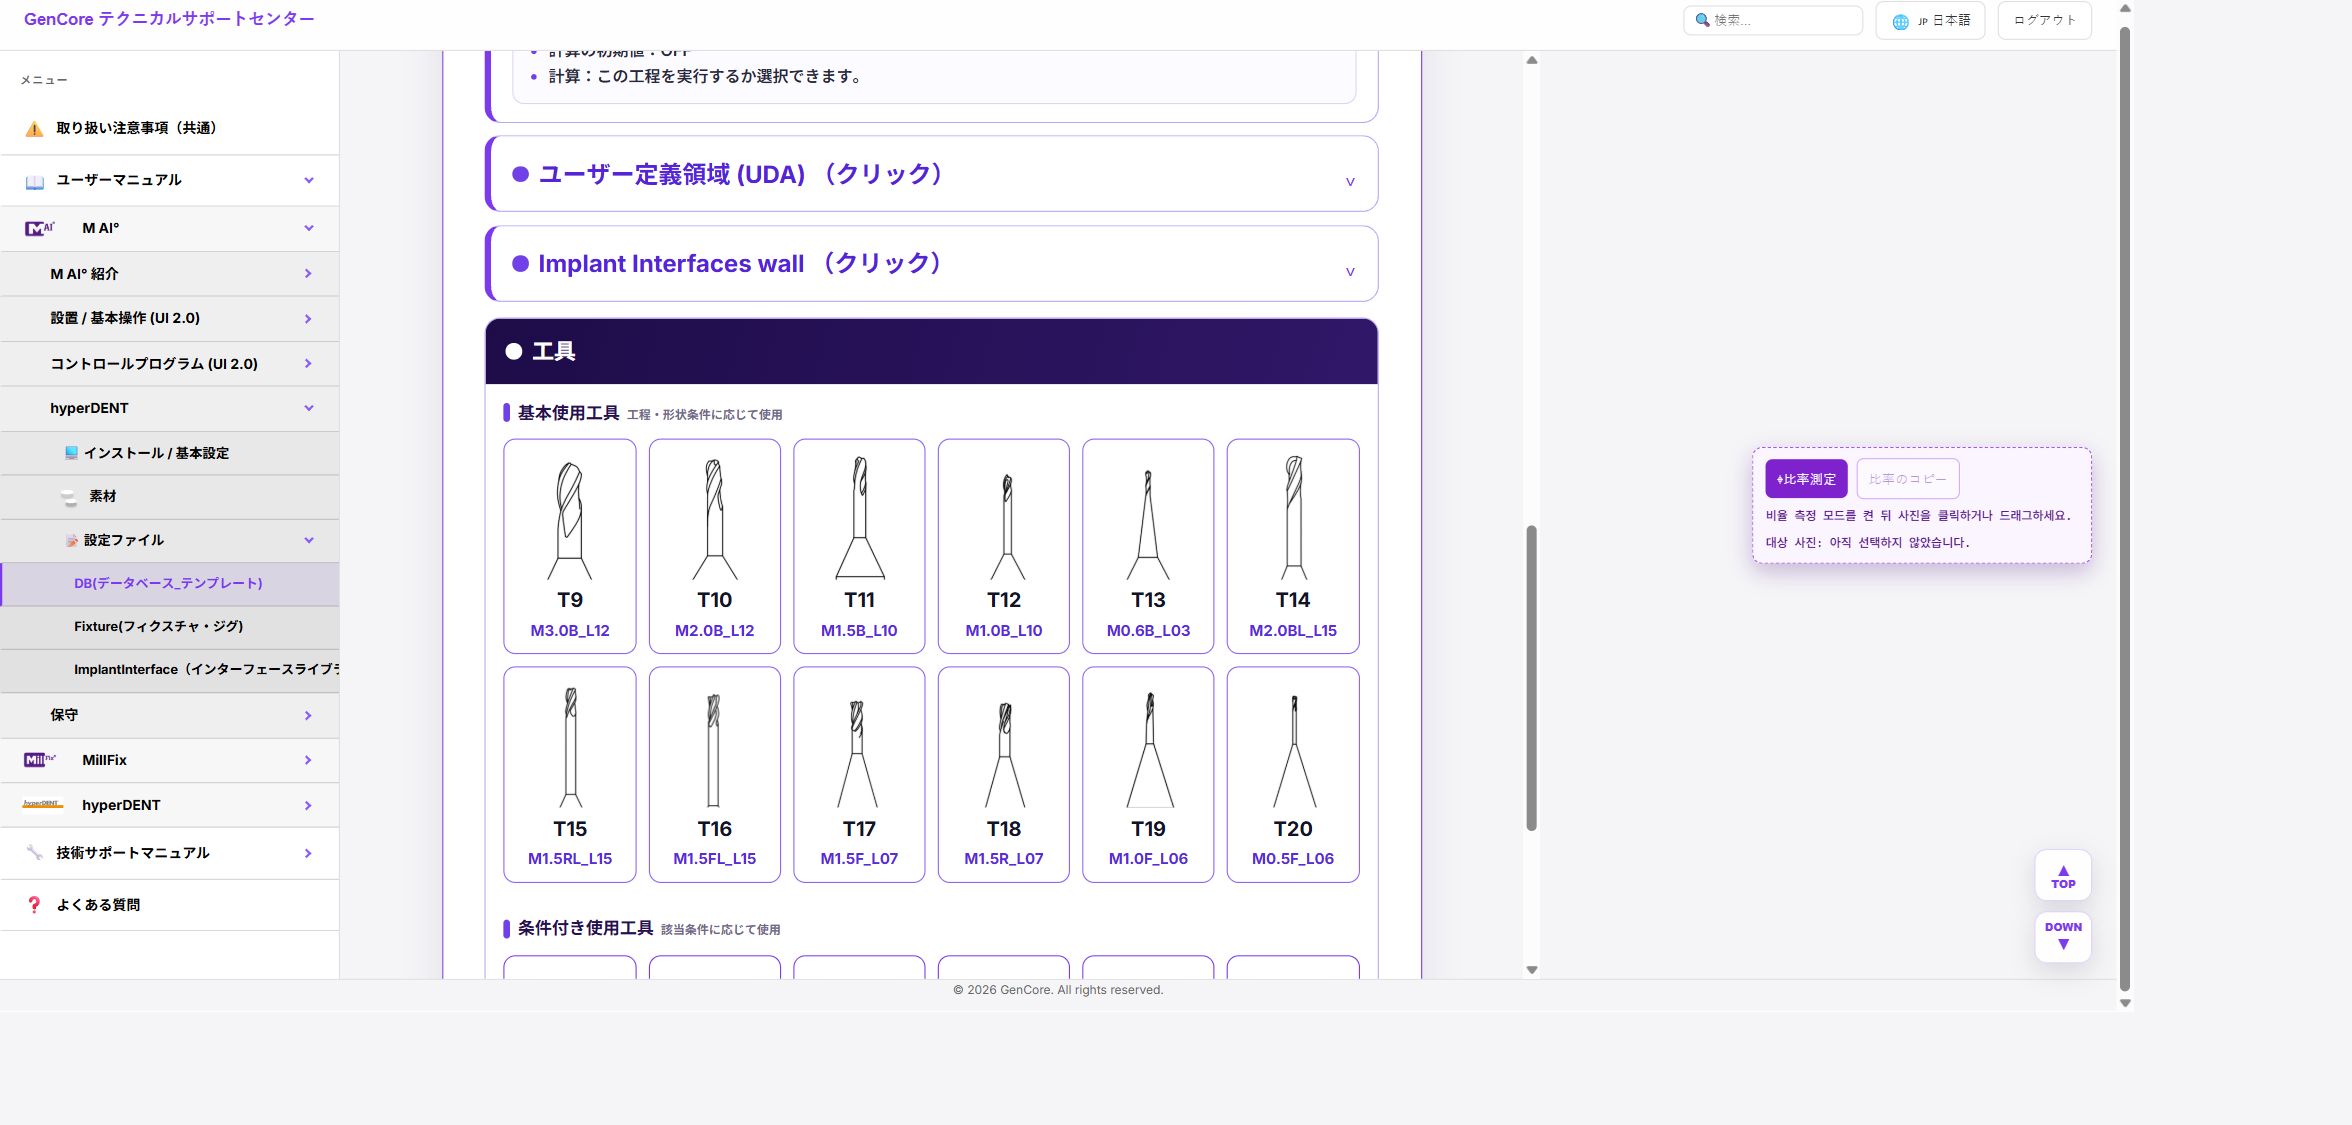 GenCore テクニカルサポートセンター
検索...
JP 日本語
ログアウト
メニュー
取り扱い注意事項（共通）
ユーザーマニュアル
M AI°
M AI° 紹介
設置 / 基本操作 (UI 2.0)
コントロールプログラム (UI 2.0)
hyperDENT
インストール / 基本設定
素材
設定ファイル
DB(データベース_テンプレート)
Fixture(フィクスチャ・ジグ)
ImplantInterface（インターフェースライブラ
保守
MillFix
hyperDENT
技術サポートマニュアル
よくある質問
計算の初期値：OFF
計算：この工程を実行するか選択できます。
ユーザー定義領域 (UDA) （クリック）
Implant Interfaces wall （クリック）
工具
基本使用工具 工程・形状条件に応じて使用
T9
M3.0B_L12
T10
M2.0B_L12
T11
M1.5B_L10
T12
M1.0B_L10
T13
M0.6B_L03
T14
M2.0BL_L15
T15
M1.5RL_L15
T16
M1.5FL_L15
T17
M1.5F_L07
T18
M1.5R_L07
T19
M1.0F_L06
T20
M0.5F_L06
条件付き使用工具 該当条件に応じて使用
比率測定
比率のコピー
비율 측정 모드를 켠 뒤 사진을 클릭하거나 드래그하세요.
대상 사진: 아직 선택하지 않았습니다.
TOP
DOWN
© 2026 GenCore. All rights reserved.